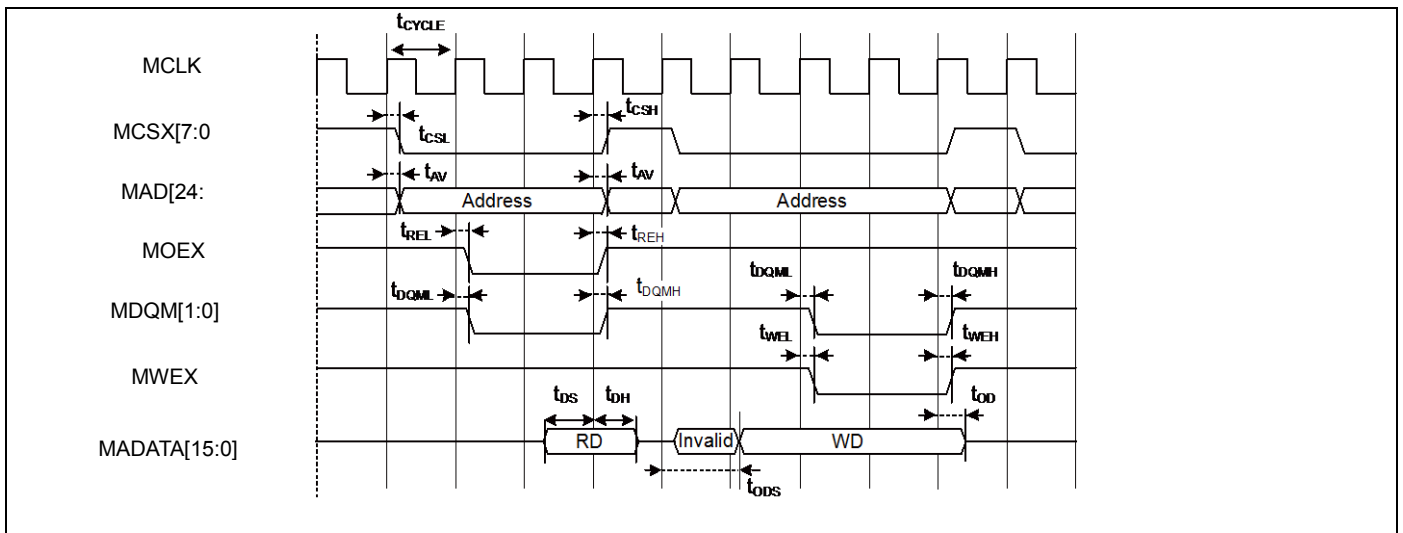 tCYCLE
MCLK
tCSH
MCSX[7:0
tCSL
tAV tAV
MAD[24:
Address Address
tREL tREH
MOEX
tDQML tDQMH
tDQML tDQMH
MDQM[1:0]
tWEL tWEH
MWEX
tDS tDH tOD
RD Invalid WD
MADATA[15:0]
tODS